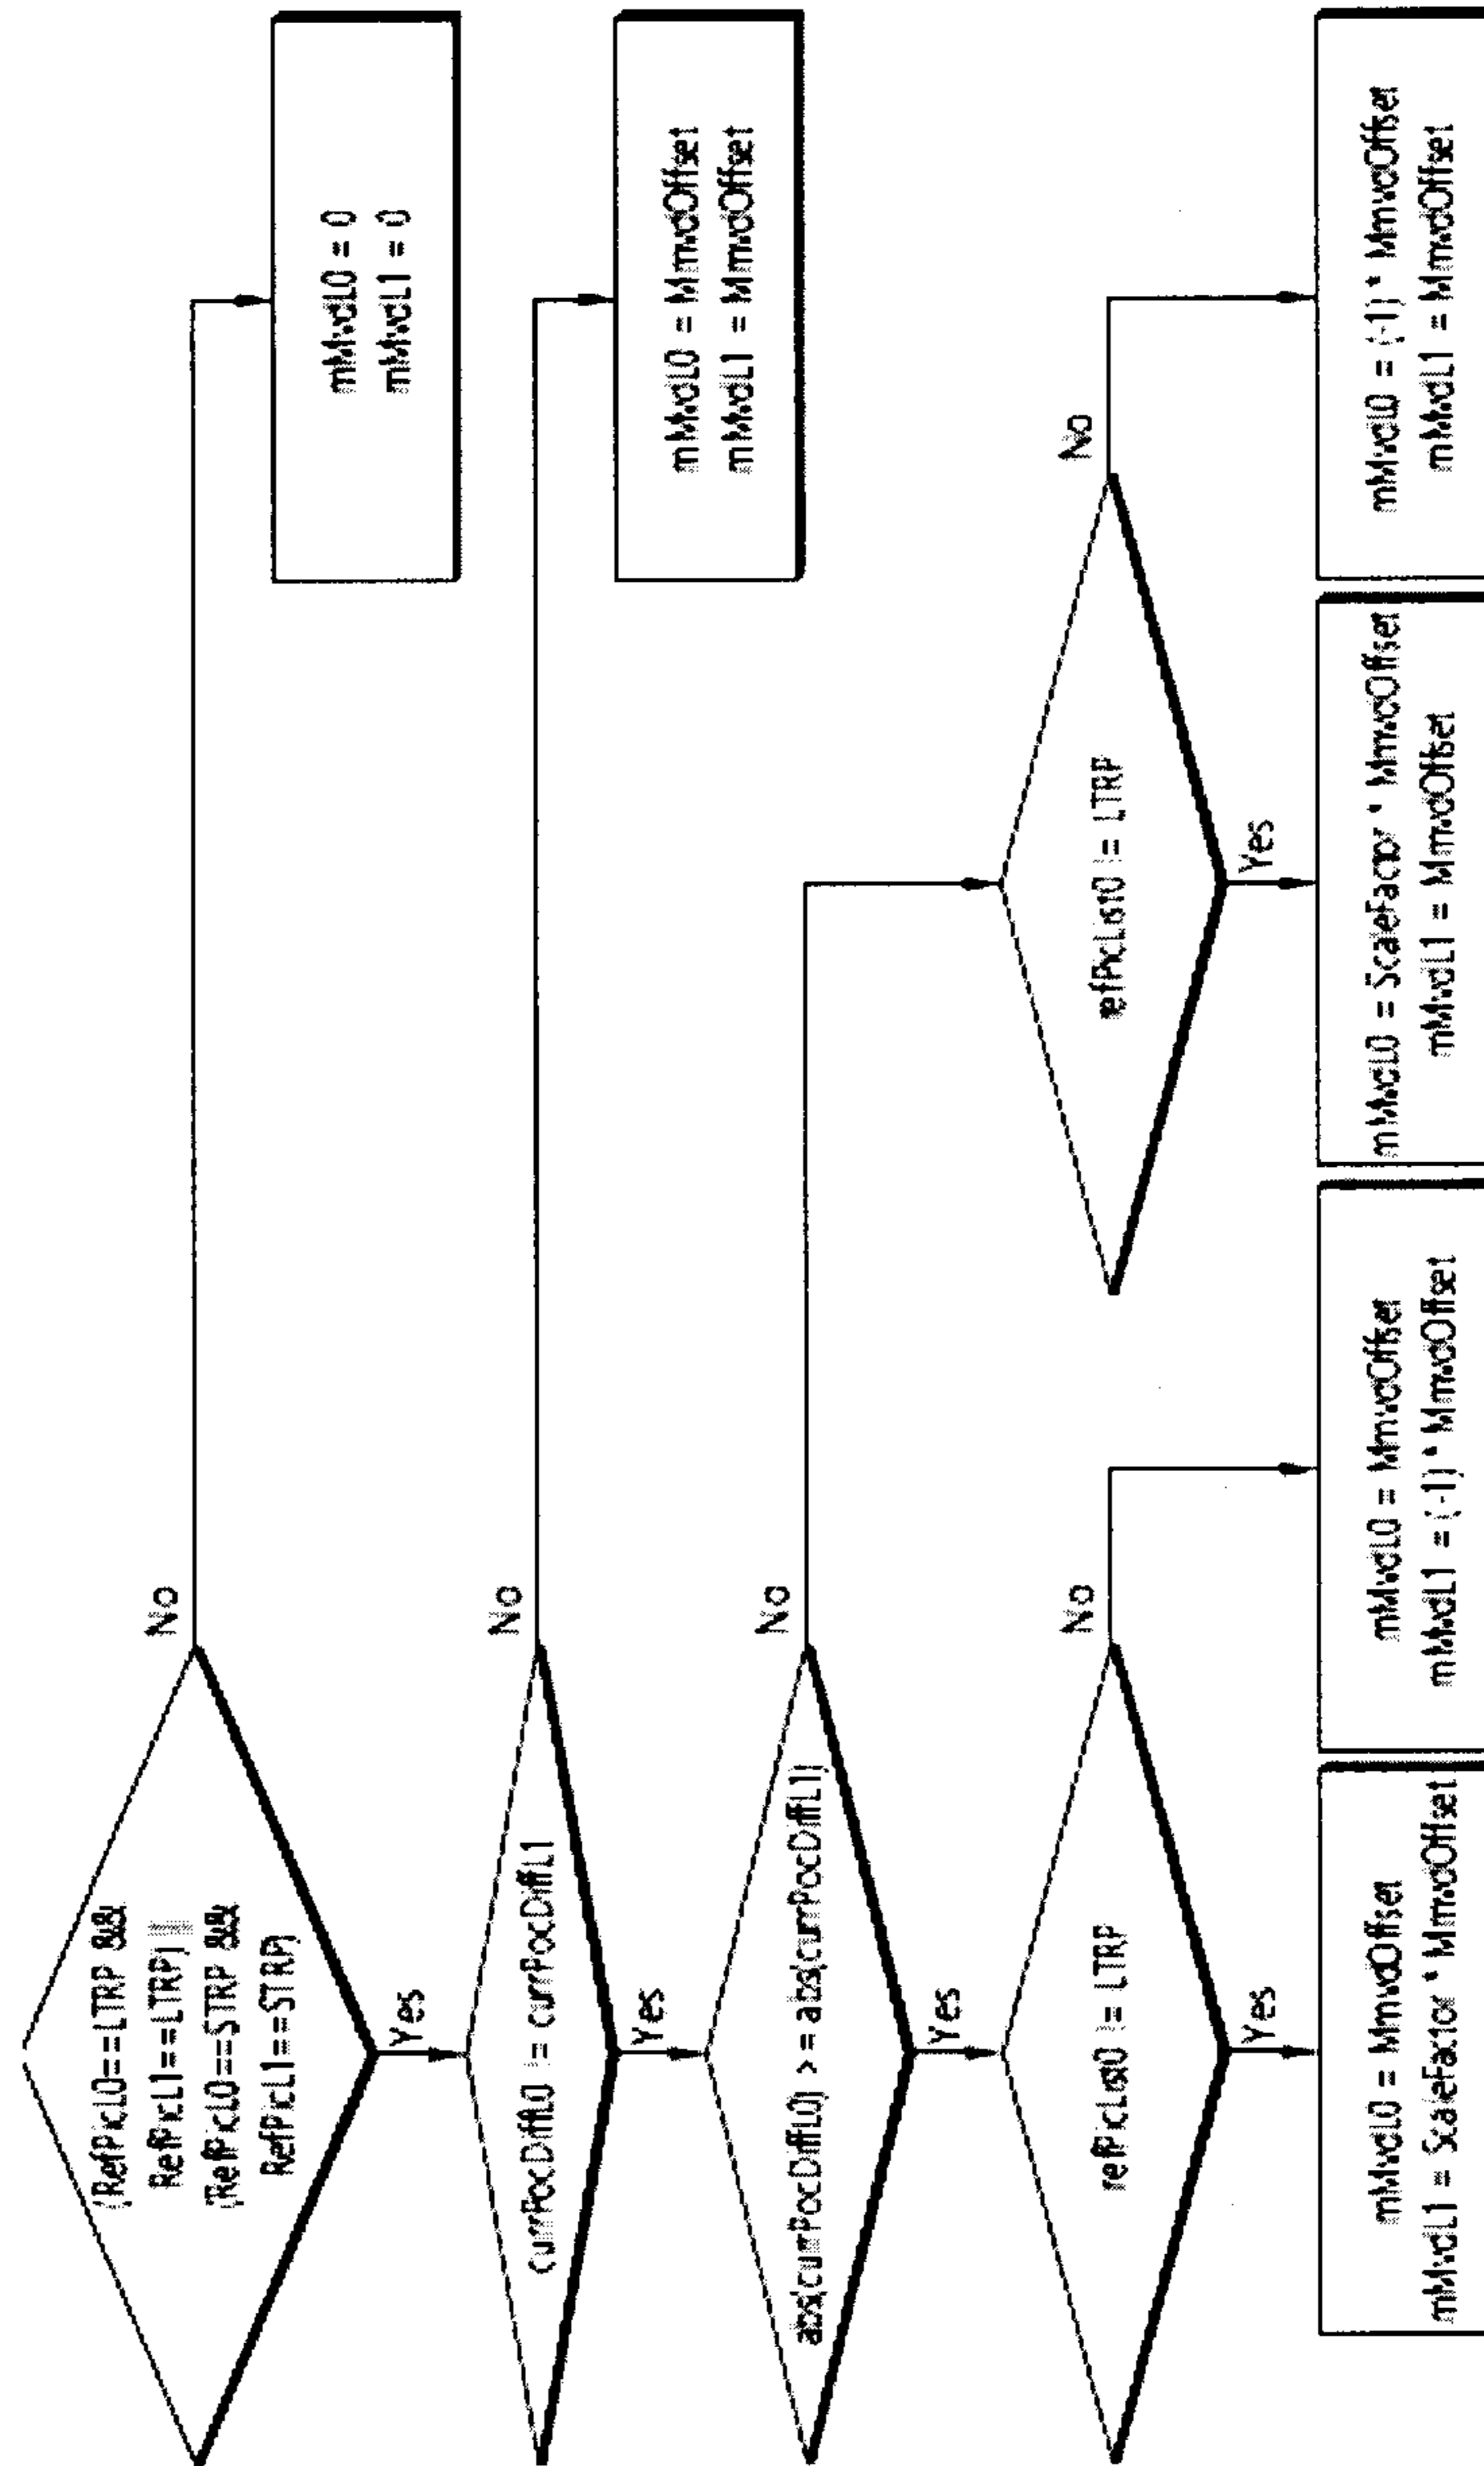 (RefPicL0==LTRP &&
RefPicL1==LTRP) ||
(RefPicL0==STRP &&
RefPicL1==STRP)
No
mMvdL0 = 0
mMvdL1 = 0
Yes
currPocDiffL0 != currPocDiffL1
No
mMvdL0 = MmvdOffset
mMvdL1 = MmvdOffset
Yes
abs(currPocDiffL0) >= abs(currPocDiffL1)
No
Yes
refPicList0 != LTRP
No
refPicList0 != LTRP
No
Yes
Yes
mMvdL0 = MmvdOffset
mMvdL1 = ScaleFactor * MmvdOffset
mMvdL0 = MmvdOffset
mMvdL1 = (-1) * MmvdOffset
mMvdL0 = ScaleFactor * MmvdOffset
mMvdL1 = MmvdOffset
mMvdL0 = (-1) * MmvdOffset
mMvdL1 = MmvdOffset